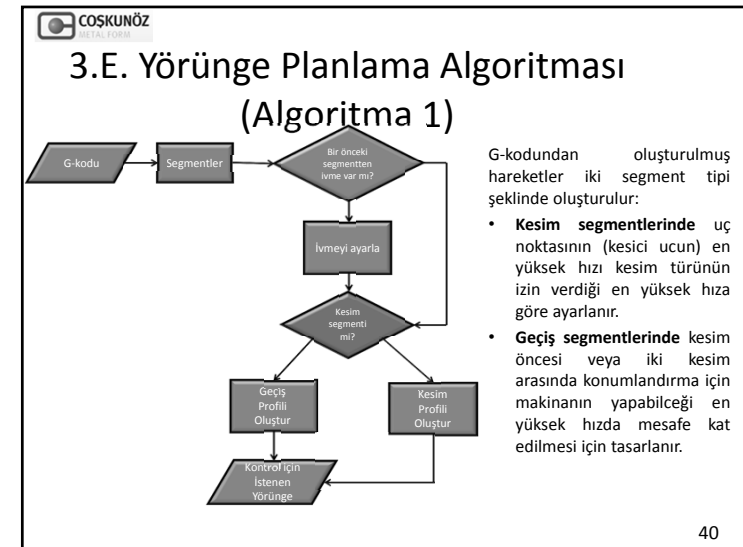 COŞKUNÖZ
METAL FORM
3.E. Yörünge Planlama Algoritması
(Algoritma 1)
G-kodu
Segmentler
Bir önceki
segmentten
İvme var mı?
İvmeyi ayarla
Kesim
segmenti
mi?
Geçiş
Profili
Oluştur
Kesim
Profili
Oluştur
Kontrol için
İstenen
Yörünge
G-kodundan oluşturulmuş
hareketler iki segment tipi
şeklinde oluşturulur:
• Kesim segmentlerinde uç
noktasının (kesici ucun) en
yüksek hızı kesim türünün
izin verdiği en yüksek hıza
göre ayarlanır.
• Geçiş segmentlerinde kesim
öncesi veya iki kesim
arasında konumlandırma için
makinanın yapabilceği en
yüksek hızda mesafe kat
edilmesi için tasarlanır.
40